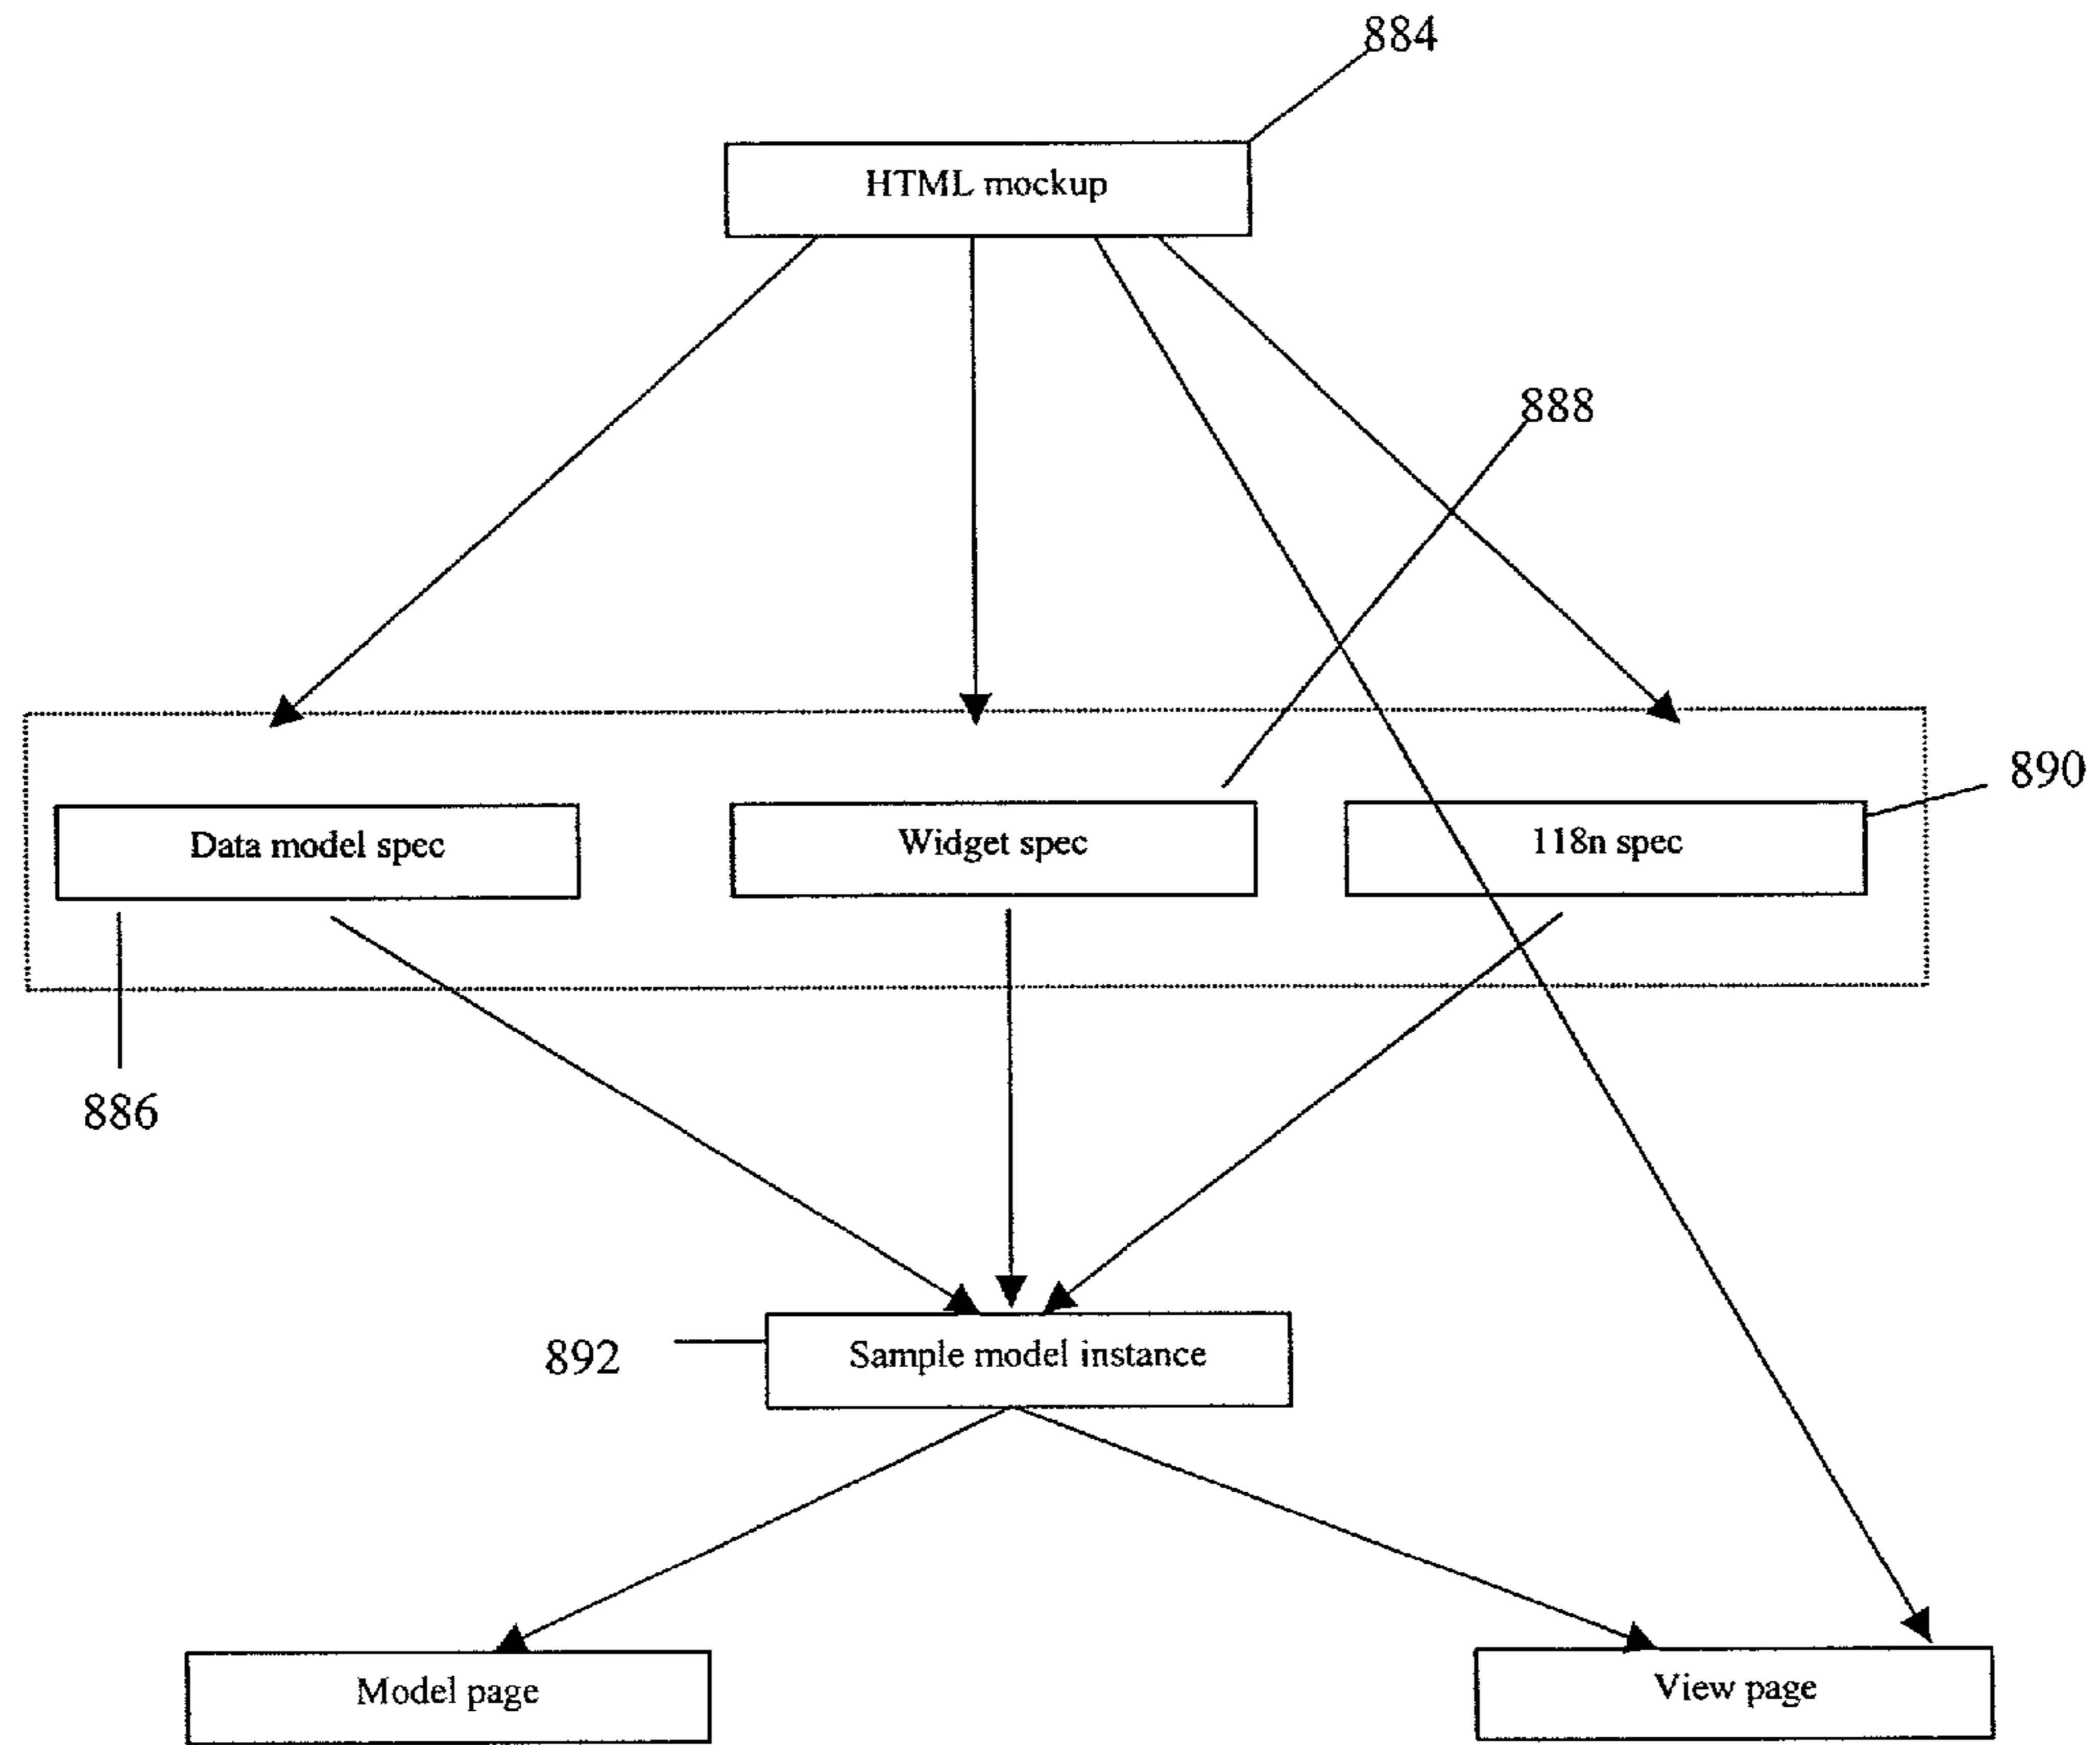 884
HTML mockup
888
890
Data model spec
Widget spec
118n spec
886
892
Sample model instance
Model page
View page